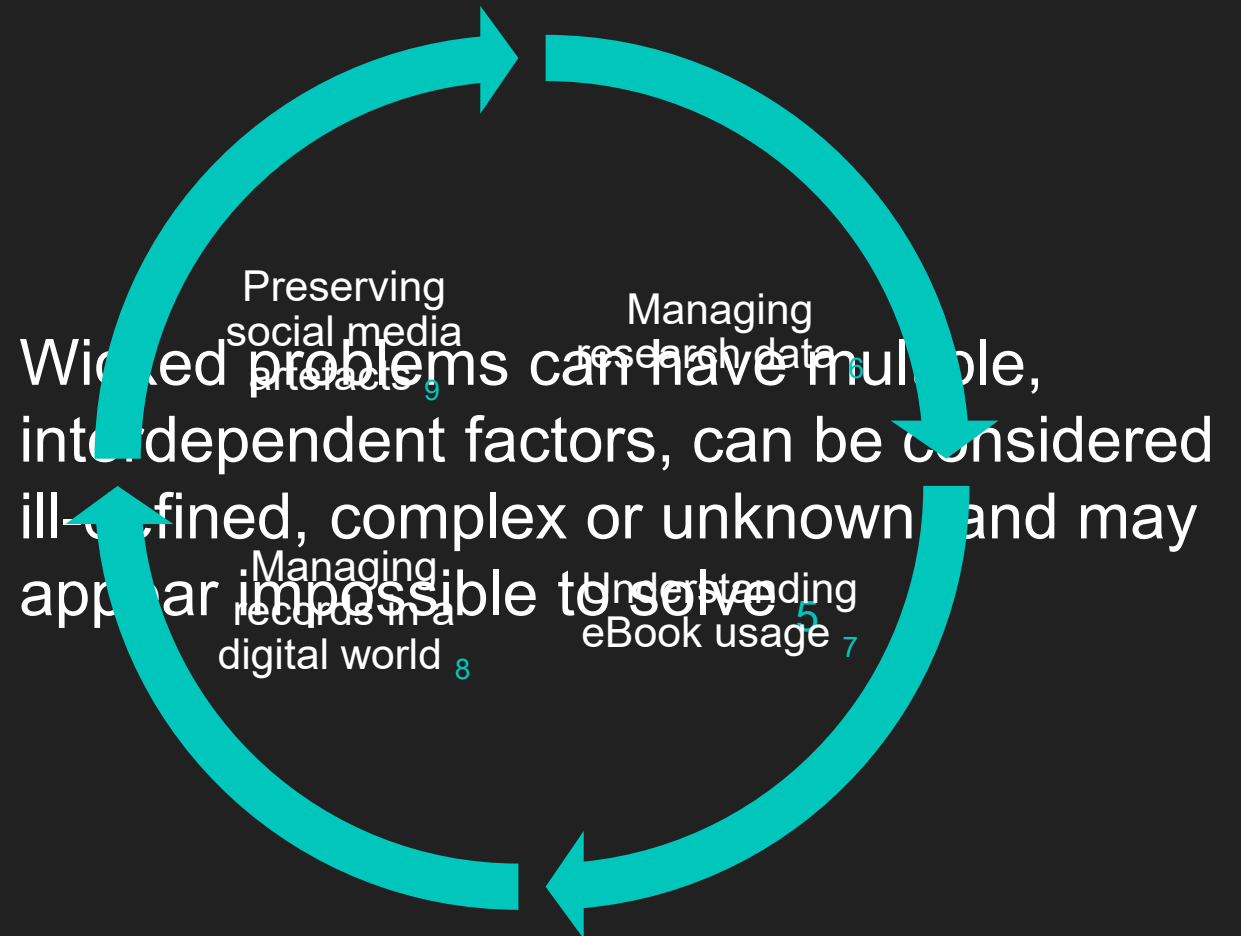 Wicked problems can have multiple,
interdependent factors, can be considered
ill-defined, complex or unknown, and may
appear impossible to solve 5
Preserving
social media
artefacts 9
Managing
research data 6
Managing
records in a
digital world 8
Understanding
eBook usage 7